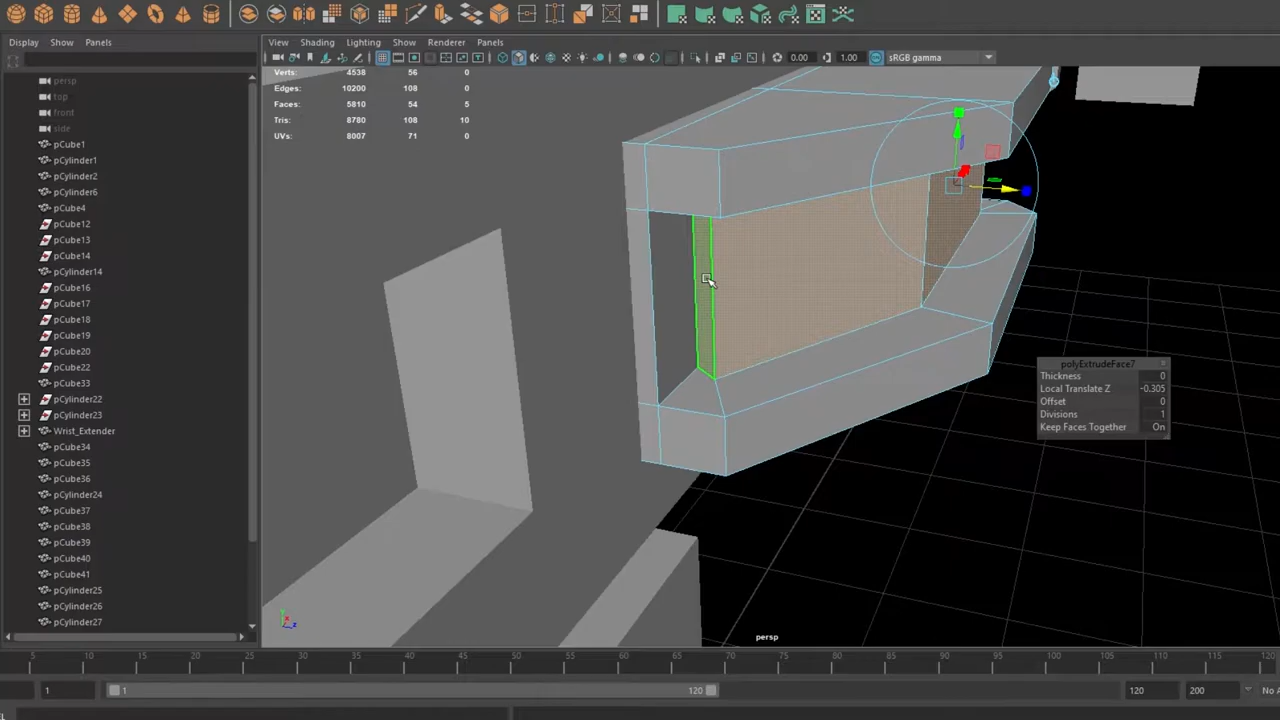 Display Show Panels
View Shading Lighting Show Renderer Panels
0.00 1.00 sRGB gamma
persp
top
front
side
pCube1
pCylinder1
pCylinder2
pCylinder6
pCube4
pCube12
pCube13
pCube14
pCylinder14
pCube16
pCube17
pCube18
pCube19
pCube20
pCube22
pCube33
pCylinder22
pCylinder23
Wrist_Extender
pCube34
pCube35
pCube36
pCylinder24
pCube37
pCube38
pCube39
pCube40
pCube41
pCylinder25
pCylinder26
pCylinder27
Verts: 4538 56 0
Edges: 10200 108 0
Faces: 5810 54 5
Tris: 8780 108 10
UVs: 8007 71 0
polyExtrudeFace7
Thickness 0
Local Translate Z -0.305
Offset 0
Divisions 1
Keep Faces Together On
persp
5 10 15 20 25 30 35 40 45 50 55 60 65 70 75 80 85 90 95 100 105 110 115 120
1 1 120 120 200 No